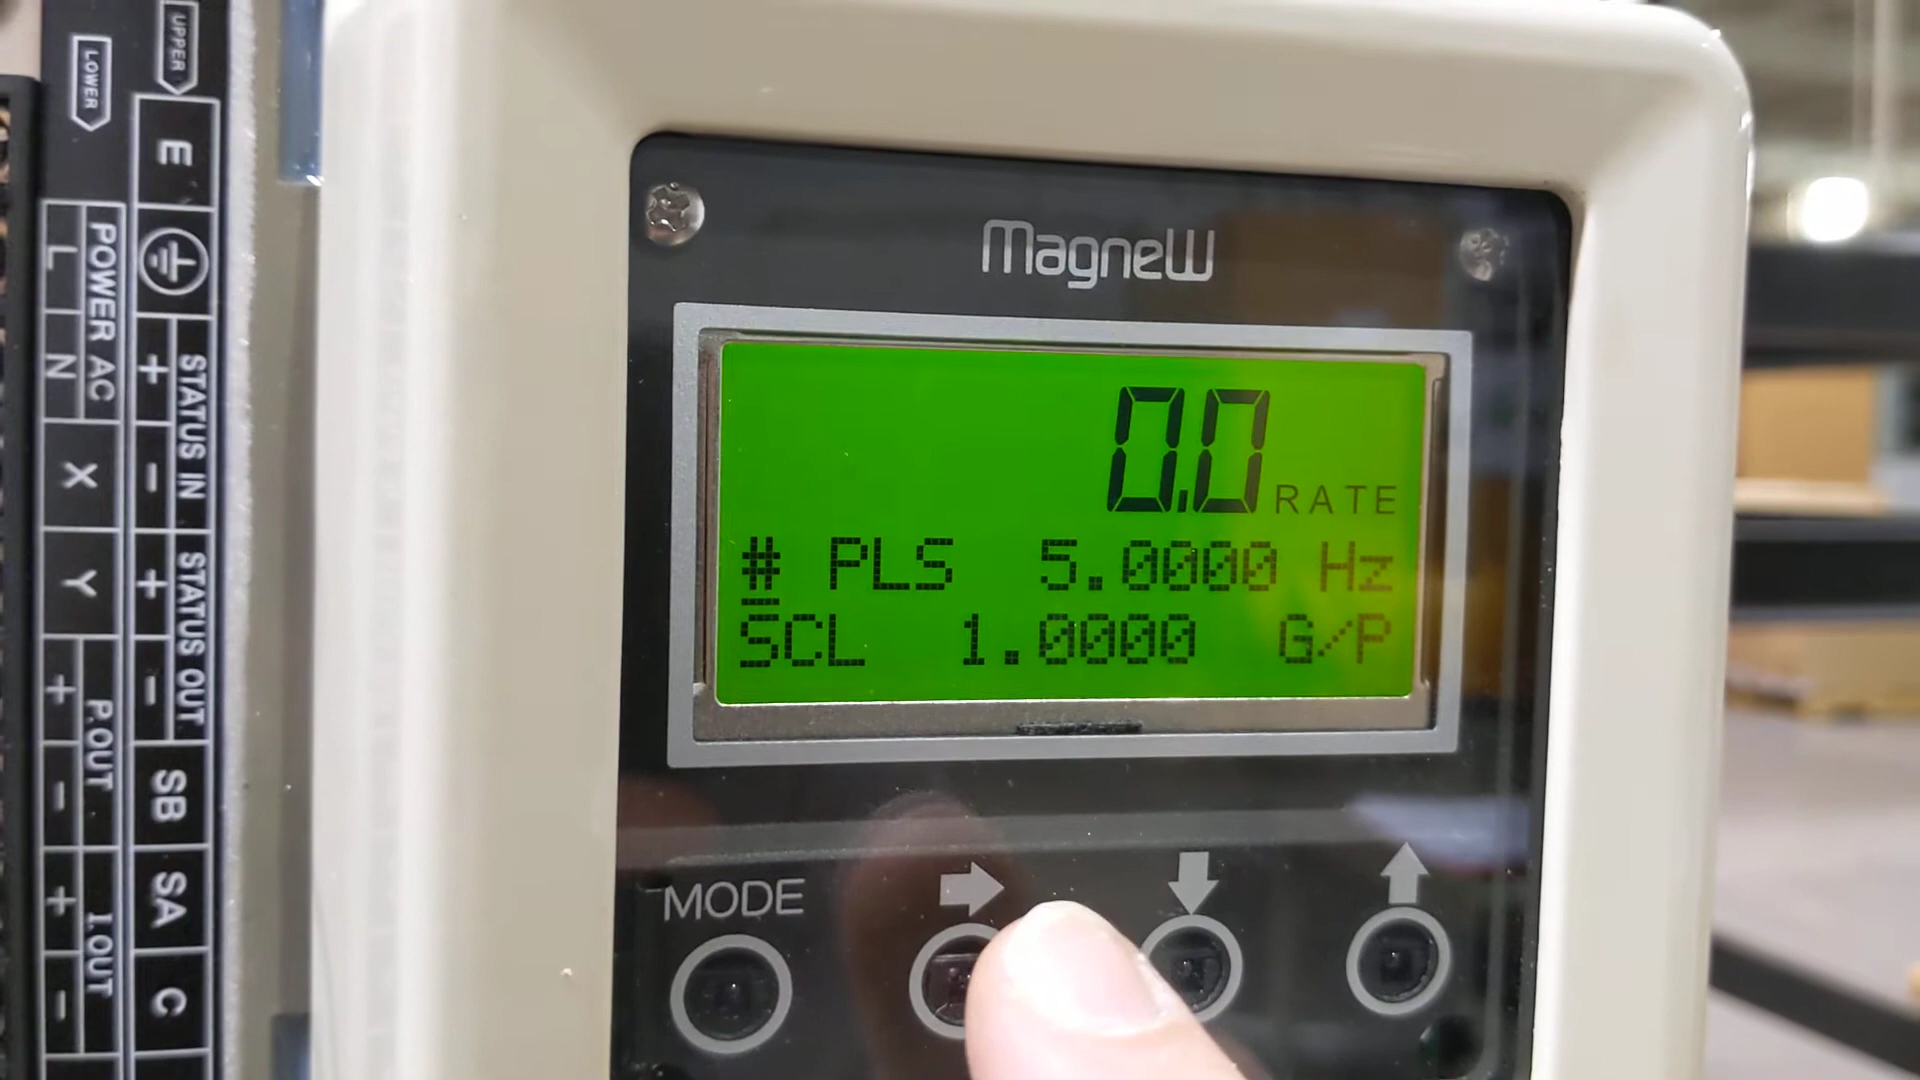 UPPER
LOWER
E
POWER AC
L
N
STATUS IN
+
-
X
STATUS OUT
+
-
Y
P.OUT
+
-
SB
I.OUT
+
-
SA
C
MagneW
0.0 RATE
# PLS 5.0000 Hz
SCL 1.0000 G/P
MODE